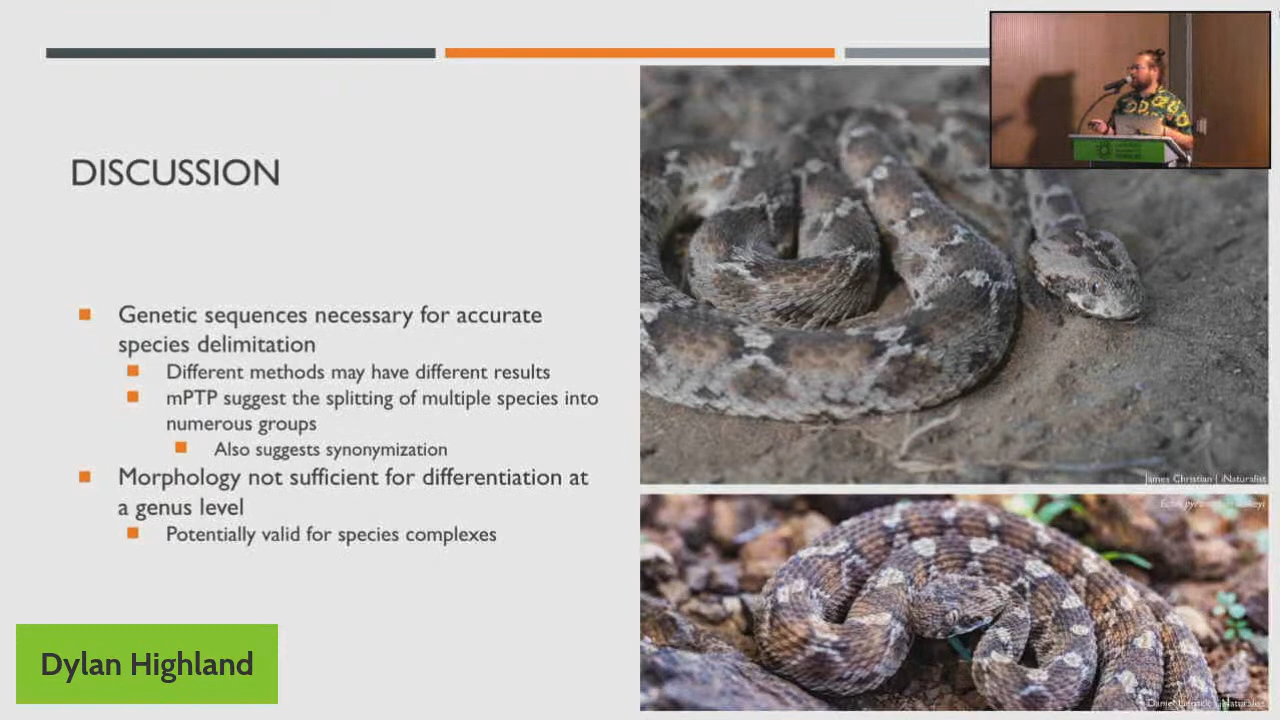 DISCUSSION
Genetic sequences necessary for accurate
species delimitation
Different methods may have different results
mPTP suggest the splitting of multiple species into
numerous groups
Also suggests synonymization
Morphology not sufficient for differentiation at
a genus level
Potentially valid for species complexes
James Christian | iNaturalist
Echis
| iNaturalist
Dylan Highland